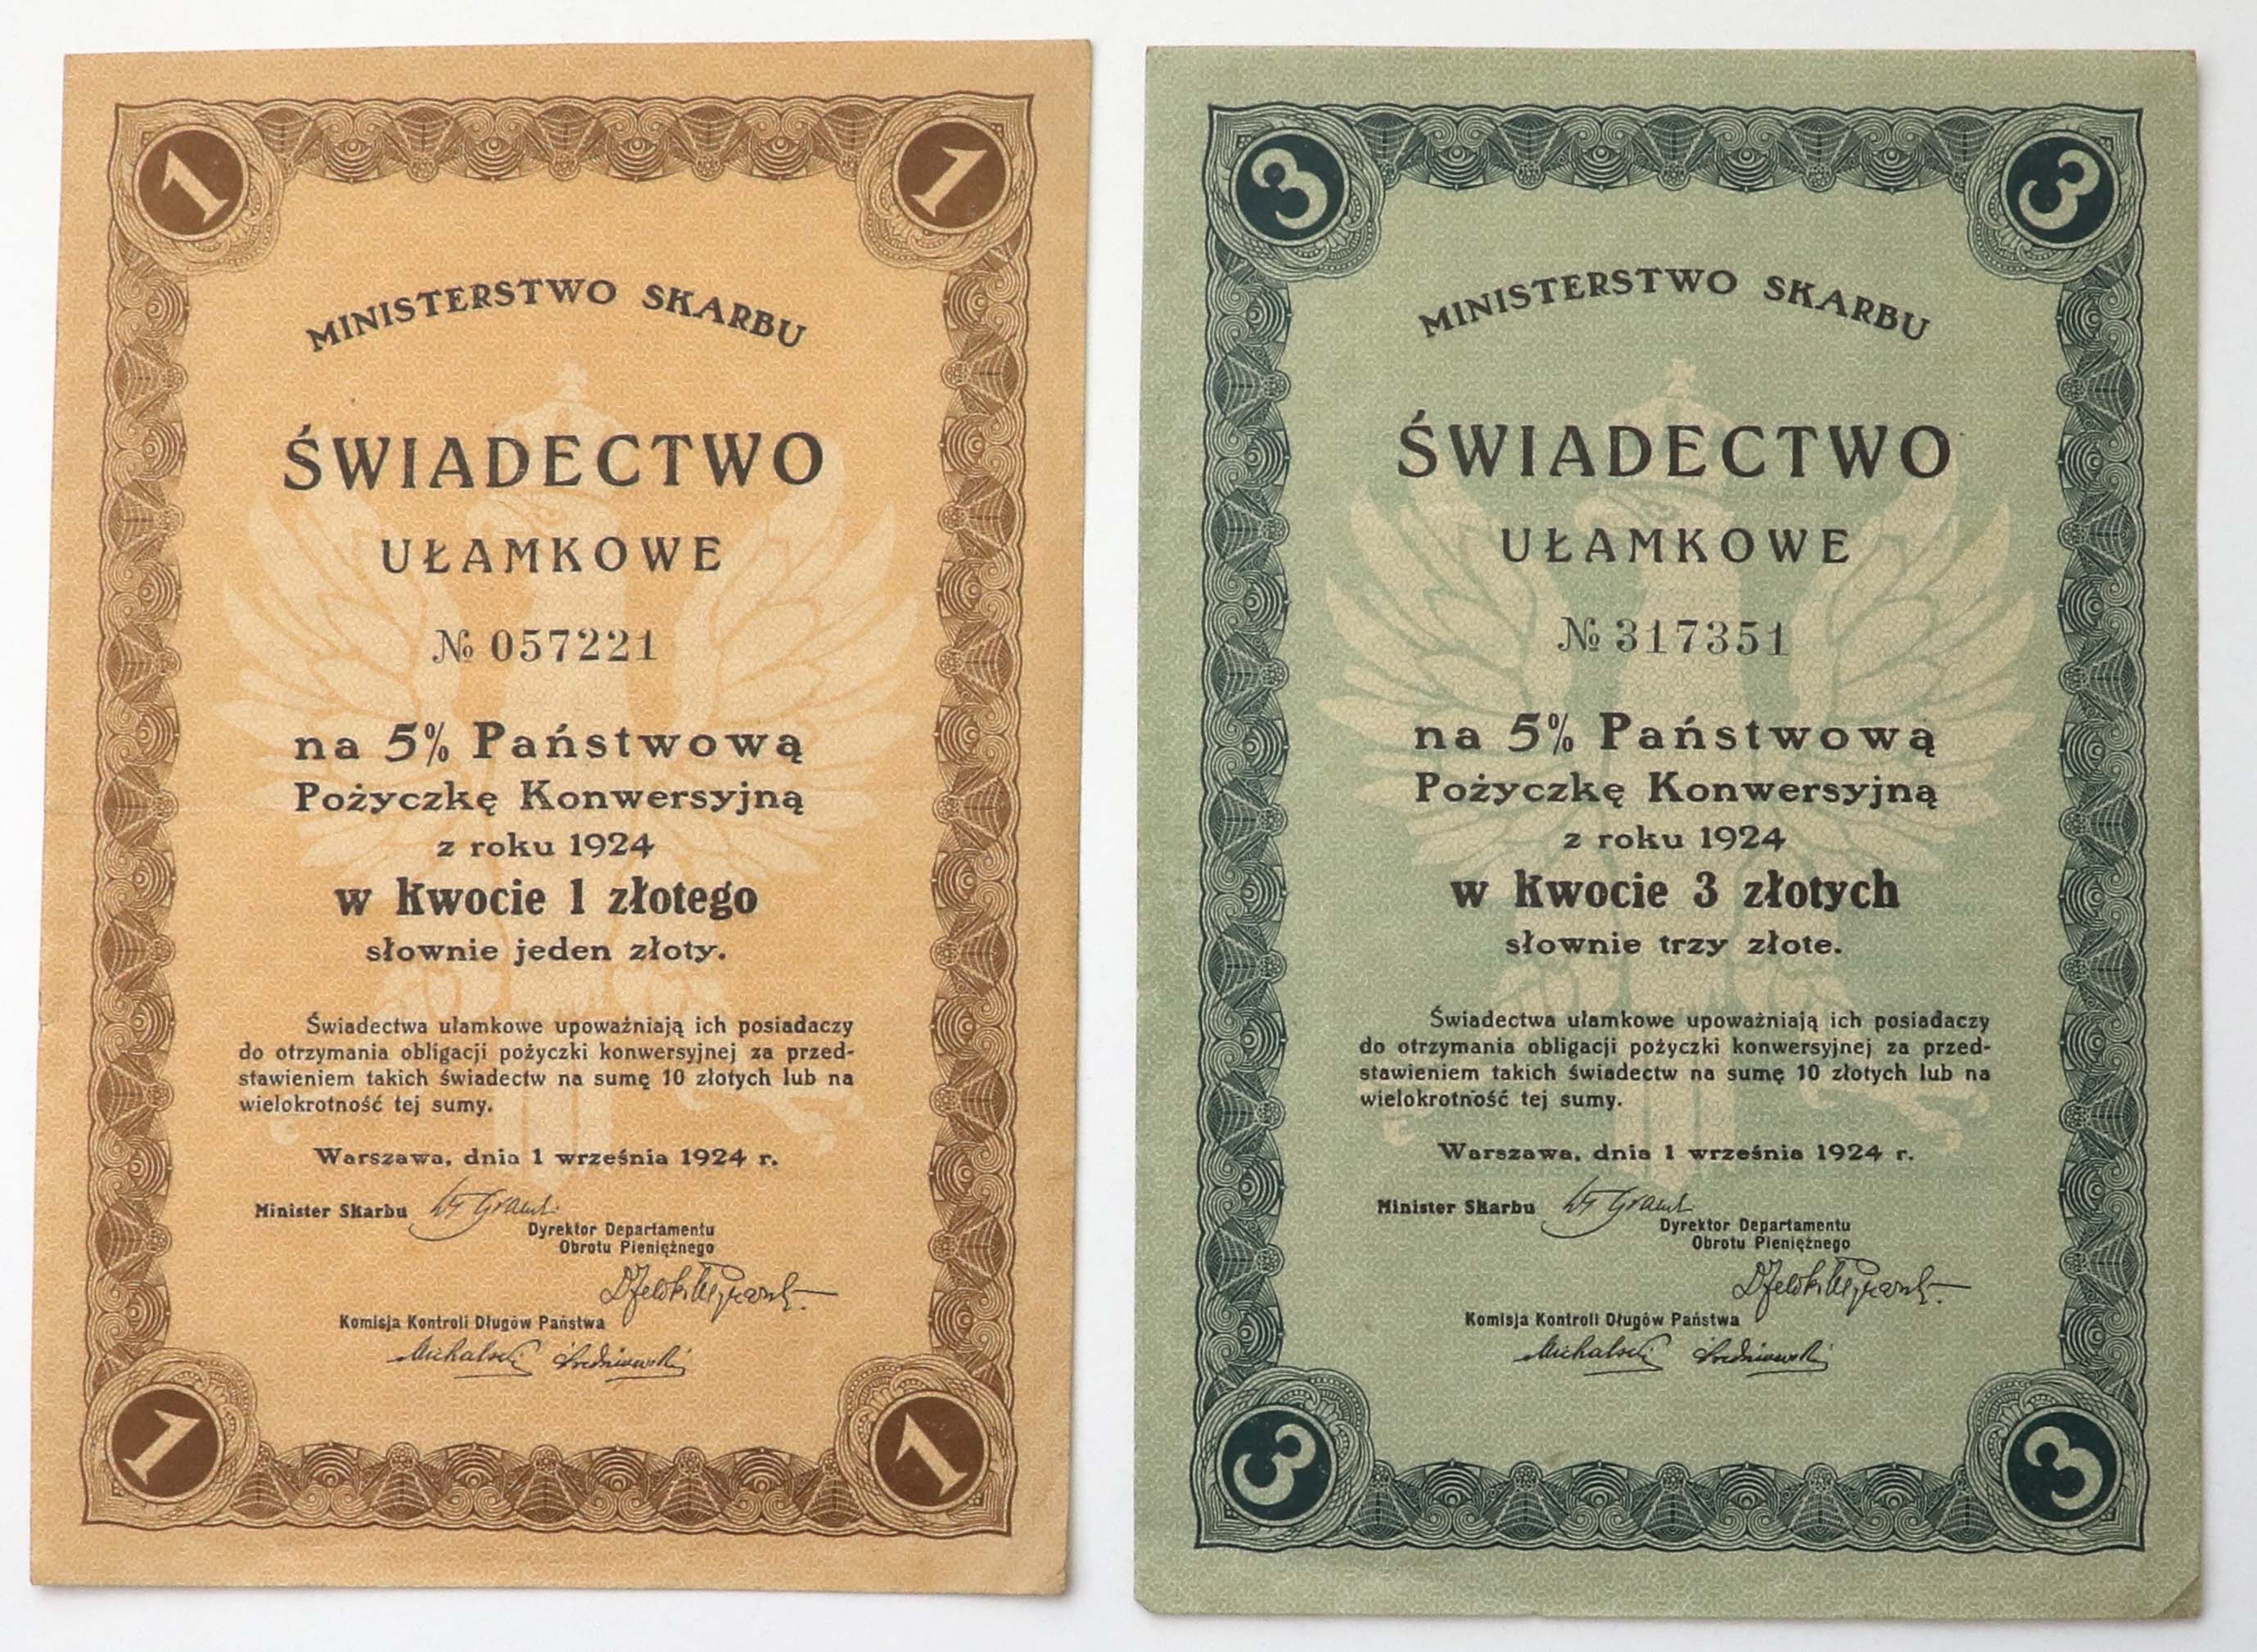 1
1
MINISTERSTWO SKARBU
ŚWIADECTWO
UŁAMKOWE
№ 057221
na 5% Państwową
Pożyczkę Konwersyjną
z roku 1924
w kwocie 1 złotego
słownie jeden złoty.
Świadectwa ułamkowe upoważniają ich posiadaczy
do otrzymania obligacji pożyczki konwersyjnej za przed-
stawieniem takich świadectw na sumę 10 złotych lub na
wielokrotność tej sumy.
Warszawa, dnia 1 września 1924 r.
Minister Skarbu
Dyrektor Departamentu
Obrotu Pieniężnego
Komisja Kontroli Długów Państwa
Michalski
1
1
3
3
MINISTERSTWO SKARBU
ŚWIADECTWO
UŁAMKOWE
№ 317351
na 5% Państwową
Pożyczkę Konwersyjną
z roku 1924
w kwocie 3 złotych
słownie trzy złote.
Świadectwa ułamkowe upoważniają ich posiadaczy
do otrzymania obligacji pożyczki konwersyjnej za przed-
stawieniem takich świadectw na sumę 10 złotych lub na
wielokrotność tej sumy.
Warszawa, dnia 1 września 1924 r.
Minister Skarbu
Dyrektor Departamentu
Obrotu Pieniężnego
Komisja Kontroli Długów Państwa
Michalski
3
3